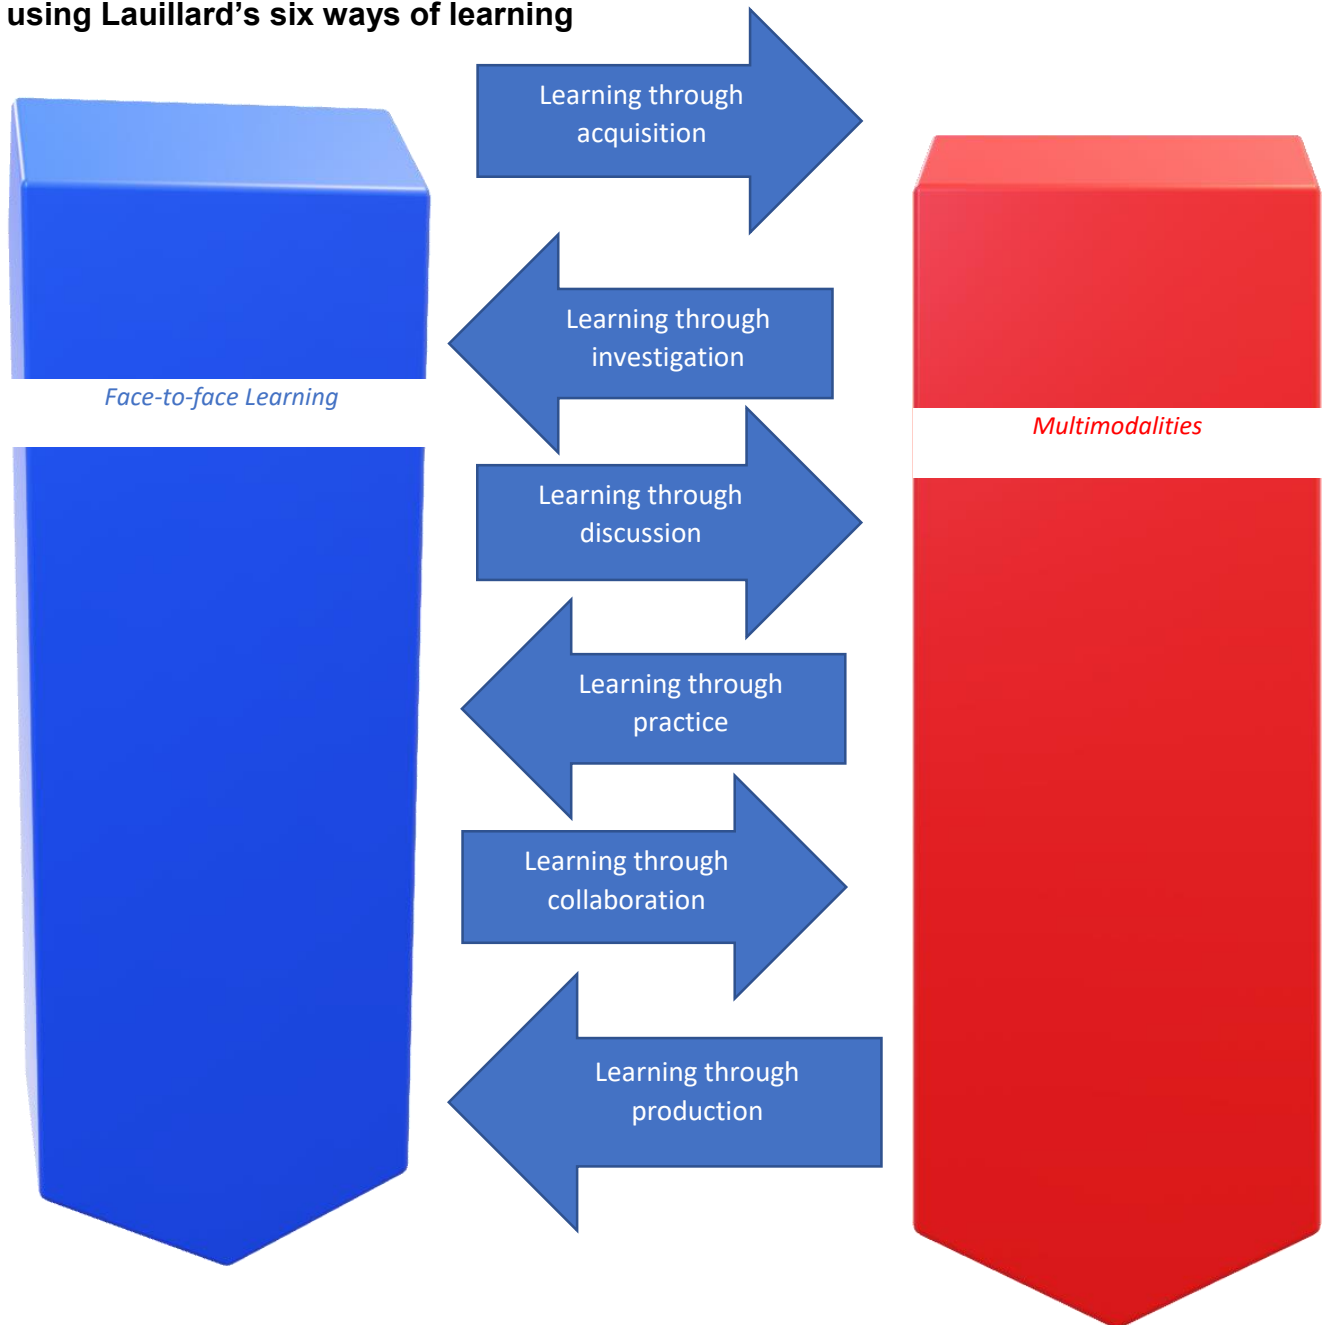 using Lauillard’s six ways of learning
Learning through
acquisition
Learning through
investigation
Face-to-face Learning
Multimodalities
Learning through
discussion
Learning through
practice
Learning through
collaboration
Learning through
production